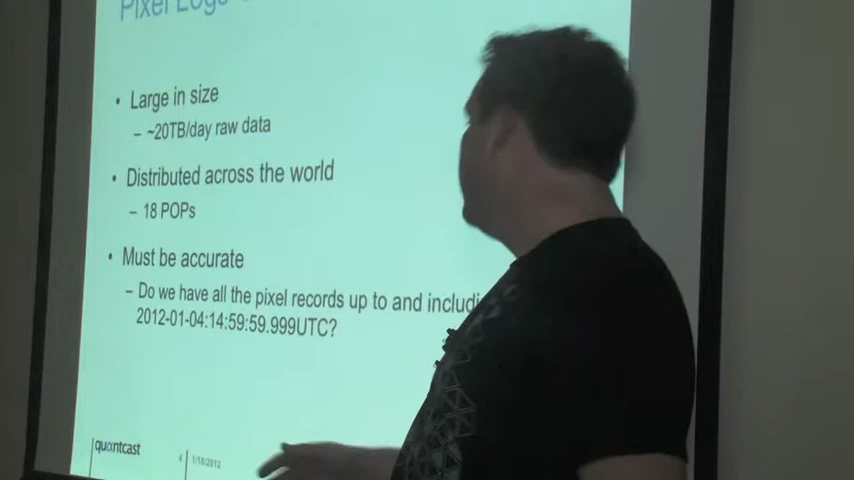 Pixel Logs
• Large in size
– ~20TB/day raw data
• Distributed across the world
– 18 POPs
• Must be accurate
– Do we have all the pixel records up to and includi
2012-01-04:14:59:59.999UTC?
quantcast
4
1/18/2012